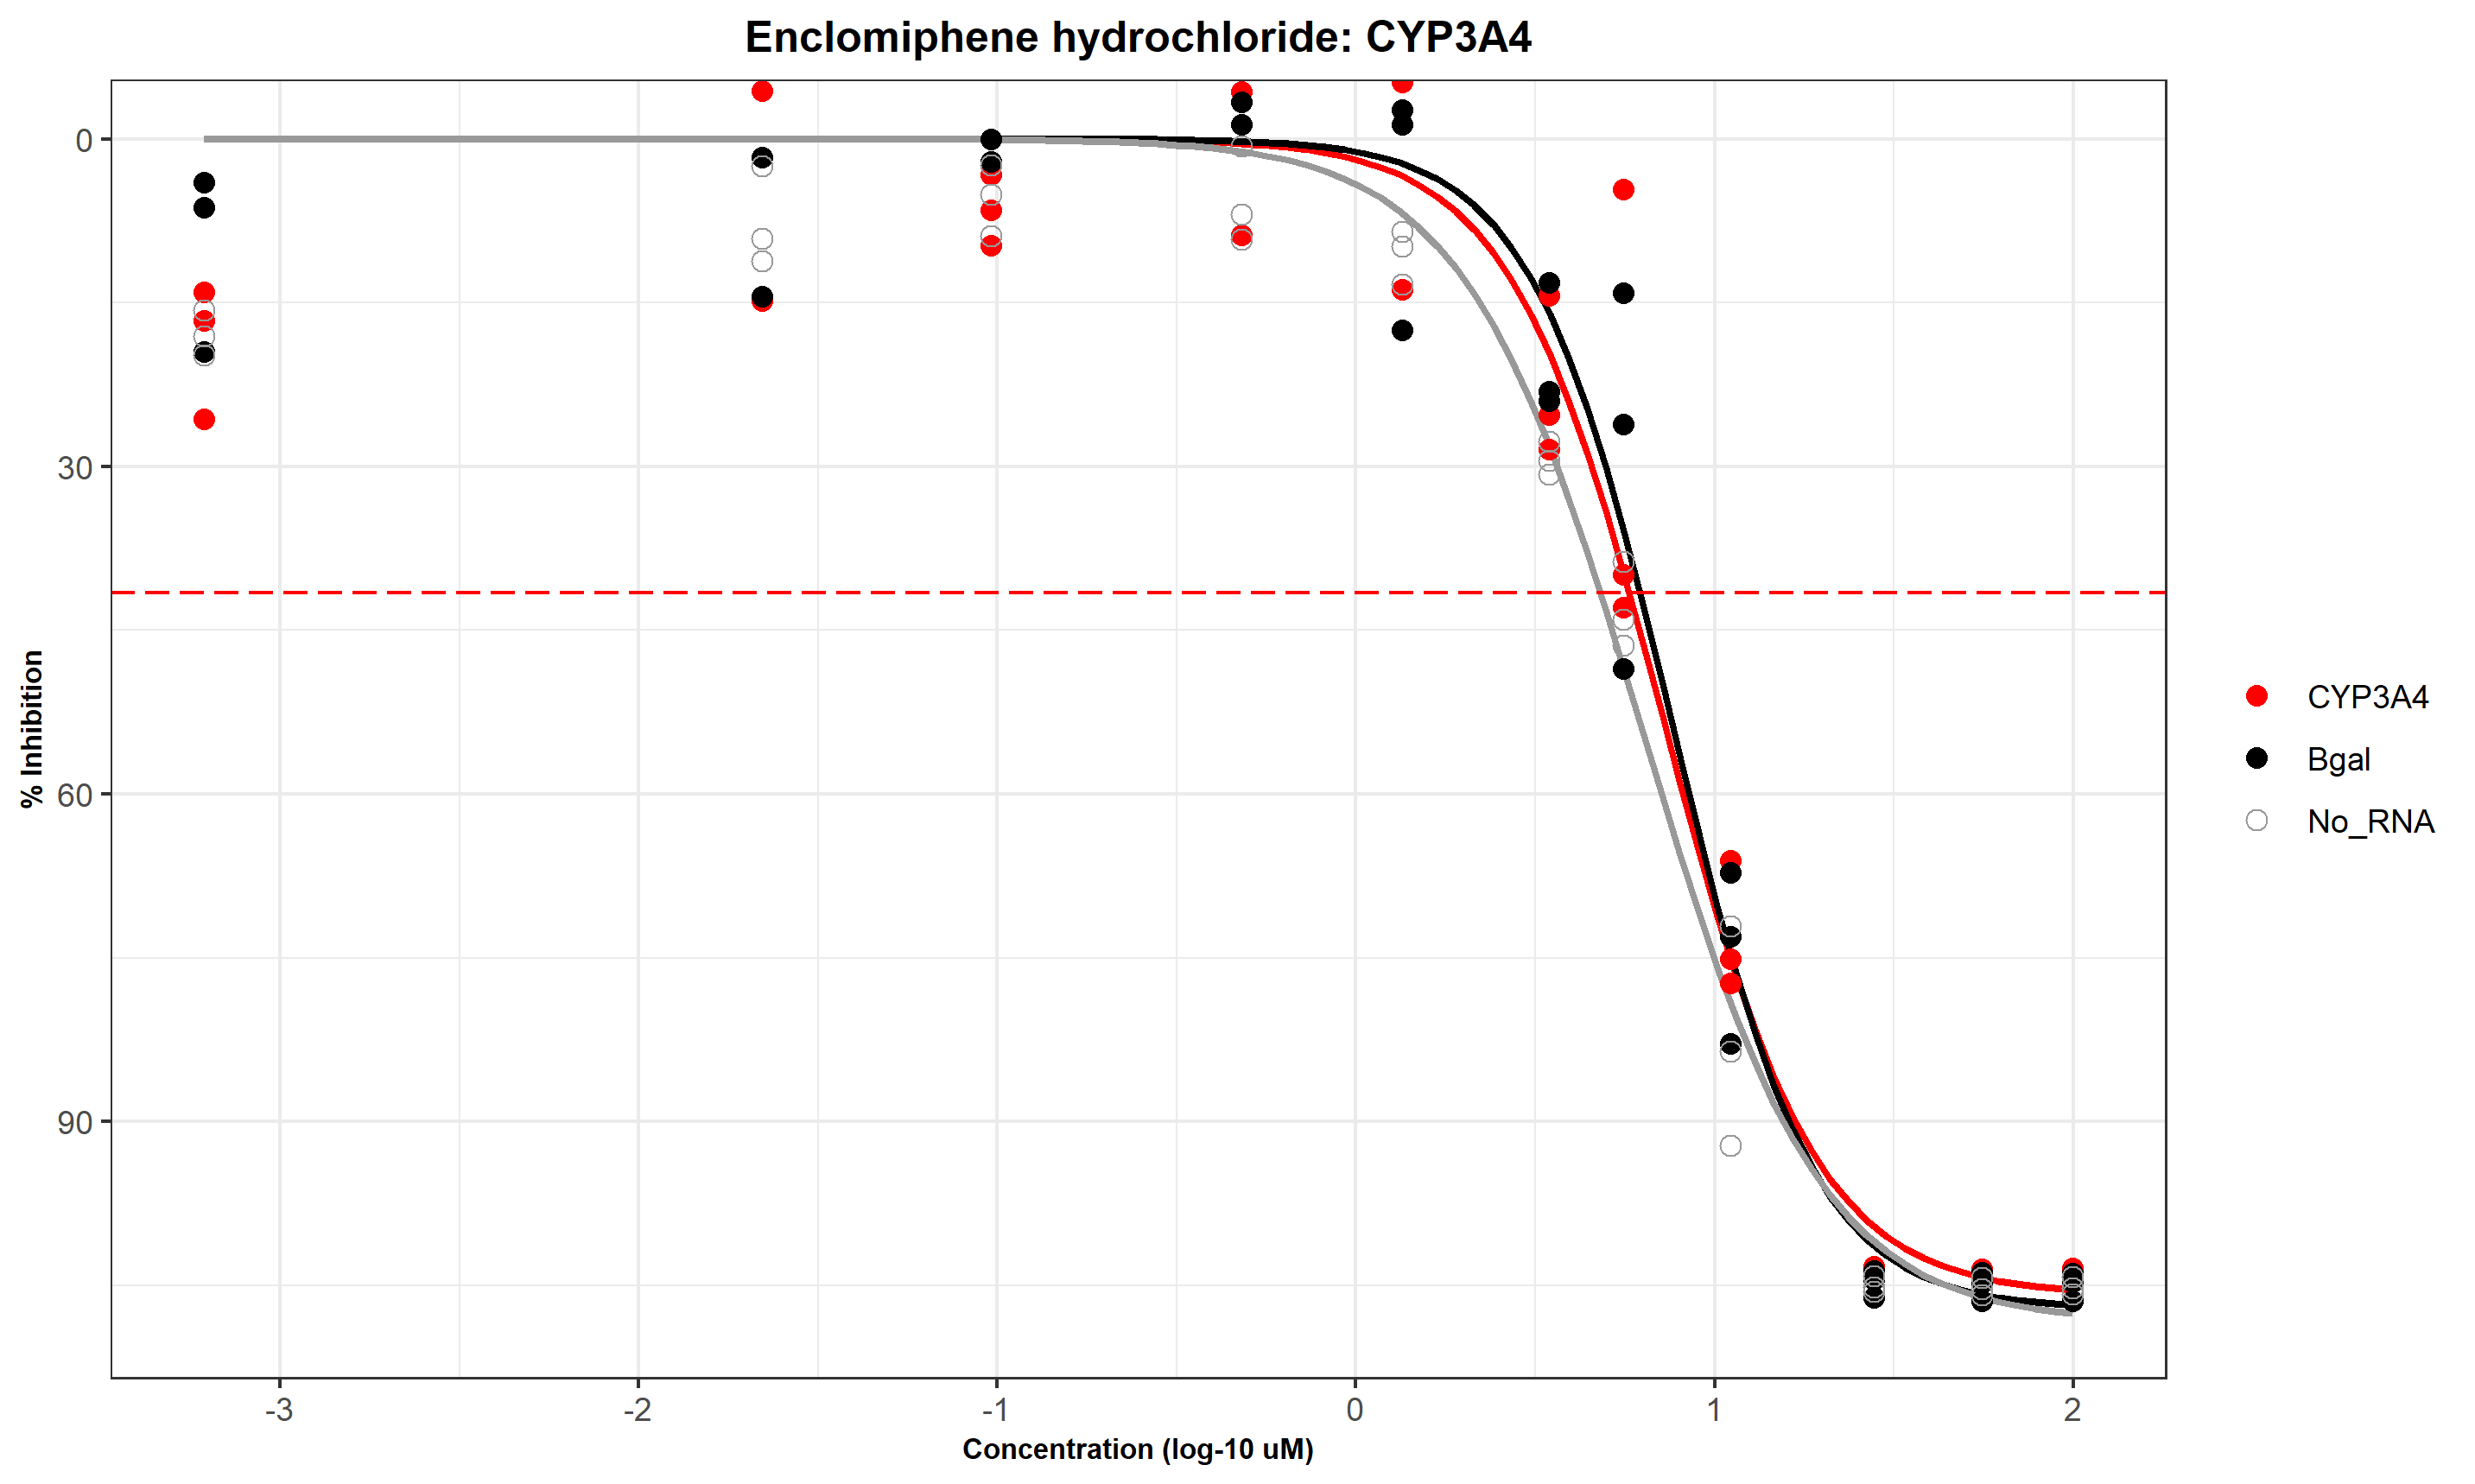 Enclomiphene hydrochloride: CYP3A4
0
30
60
90
% Inhibition
-3
-2
-1
0
1
2
Concentration (log-10 uM)
CYP3A4
Bgal
No_RNA